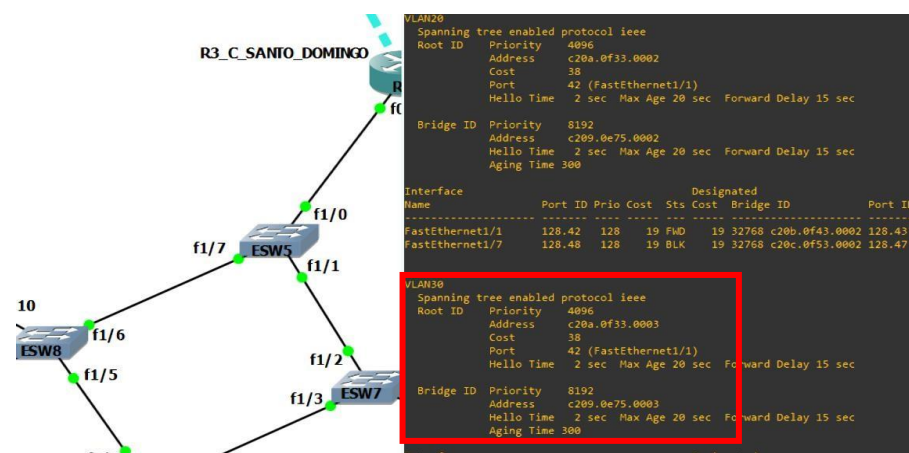 R3_C_SANTO_DOMINGO
R
f(
f1/0
f1/7
ESW5
f1/1
10
f1/6
ESW8
f1/5
f1/2
f1/3
ESW7
VLAN20
Spanning tree enabled protocol ieee
Root ID Priority 4096
Address c20a.0f33.0002
Cost 38
Port 42 (FastEthernet1/1)
Hello Time 2 sec Max Age 20 sec Forward Delay 15 sec
Bridge ID Priority 8192
Address c209.0e75.0002
Hello Time 2 sec Max Age 20 sec Forward Delay 15 sec
Aging Time 300
Interface Designated
Name Port ID Prio Cost Sts Cost Bridge ID Port I
-------------------- ------- ---- ----- --- ---- -------------------- ------
FastEthernet1/1 128.42 128 19 FWD 19 32768 c20b.0f43.0002 128.43
FastEthernet1/7 128.48 128 19 BLK 19 32768 c20c.0f53.0002 128.47
VLAN30
Spanning tree enabled protocol ieee
Root ID Priority 4096
Address c20a.0f33.0003
Cost 38
Port 42 (FastEthernet1/1)
Hello Time 2 sec Max Age 20 sec Forward Delay 15 sec
Bridge ID Priority 8192
Address c209.0e75.0003
Hello Time 2 sec Max Age 20 sec Forward Delay 15 sec
Aging Time 300